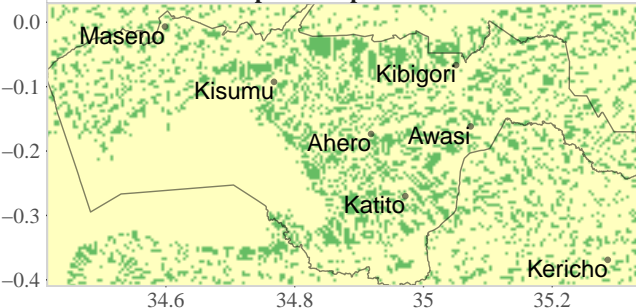 0.0
Maseno
Kibigori
−0.1
Kisumu
Ahero
Awasi
−0.2
Katito
−0.3
Kericho
−0.4
34.6
34.8
35
35.2